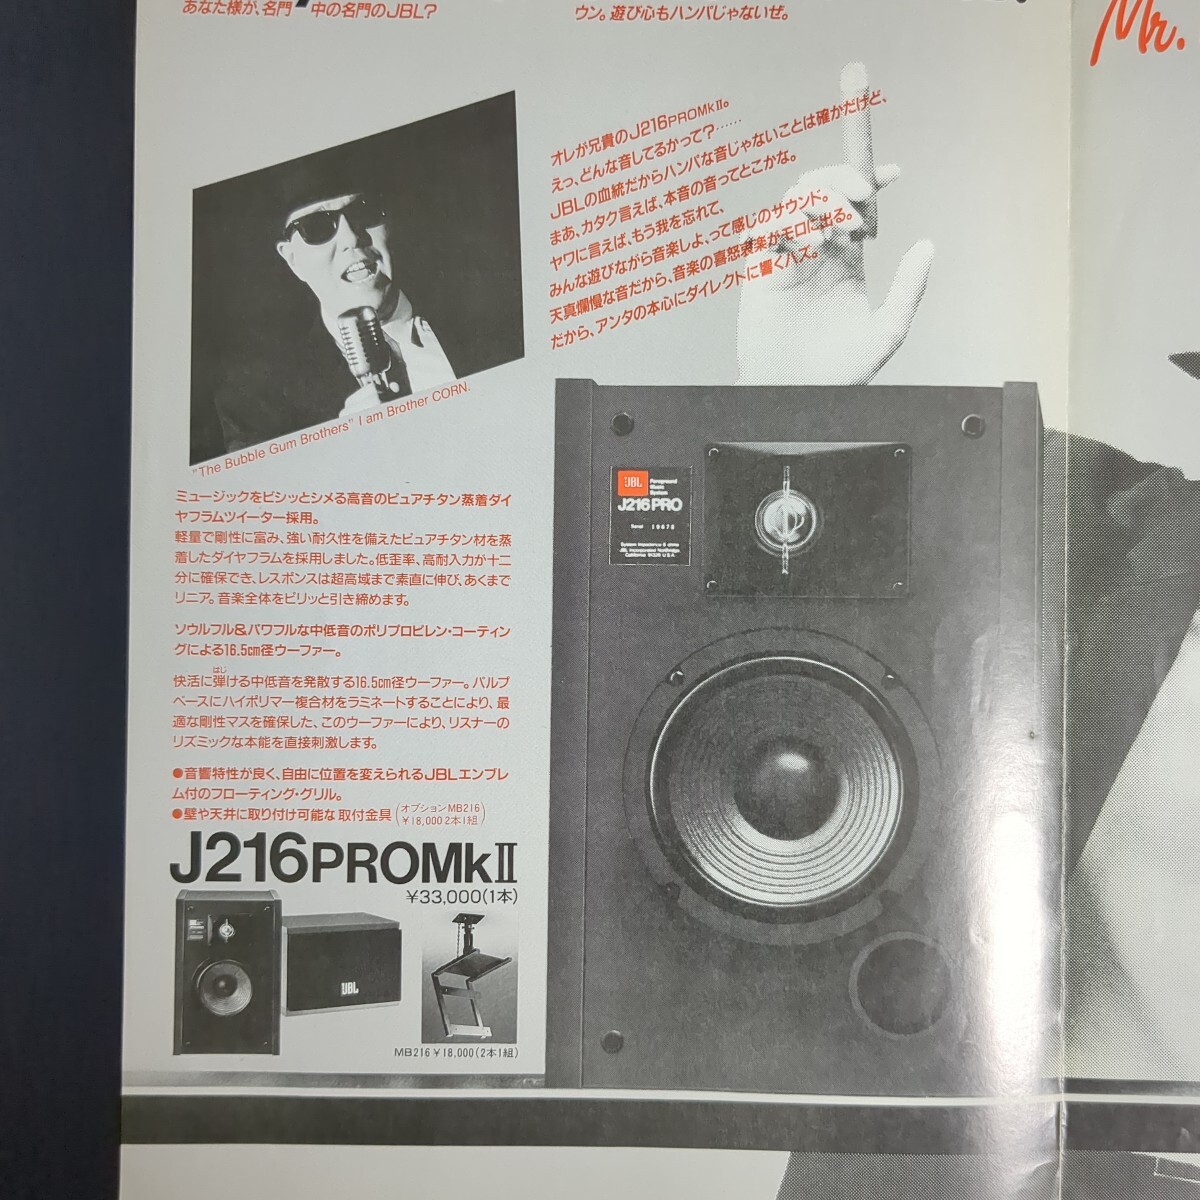 あなた様が、名門中の名門のJBL?
ウン。遊び心もハンパじゃないぜ。
Mr.
オレが兄貴のJ216PROMkⅡ。
えっ、どんな音してるかって?……
JBLの血統だからハンパな音じゃないことは確かだけど、
まあ、カタク言えば、本音の音ってとこかな。
ヤワに言えば、もう我を忘れて、
みんな遊びながら音楽しよ、って感じのサウンド。
天真爛慢な音だから、音楽の喜怒哀楽がモロに出る。
だから、アンタの本心にダイレクトに響くハズ。
"The Bubble Gum Brothers" I am Brother CORN.
ミュージックをビシッとシメる高音のピュアチタン蒸着ダイ
ヤフラムツイーター採用。
軽量で剛性に富み、強い耐久性を備えたピュアチタン材を蒸
着したダイヤフラムを採用しました。低歪率、高耐入力が十二
分に確保でき、レスポンスは超高域まで素直に伸び、あくまで
リニア。音楽全体をビリッと引き締めます。
ソウルフル&パワフルな中低音のポリプロピレン・コーティン
グによる16.5cm径ウーファー。
はじ
快活に弾ける中低音を発散する16.5cm径ウーファー。パルプ
ベースにハイポリマー複合材をラミネートすることにより、最
適な剛性マスを確保した、このウーファーにより、リスナーの
リズミックな本能を直接刺激します。
●音響特性が良く、自由に位置を変えられるJBLエンブレ
ム付のフローティング・グリル。
●壁や天井に取り付け可能な取付金具(オプションMB216
¥18,000 2本1組)
J216PROMkⅡ
¥33,000(1本)
JBL
MB216 ¥18,000(2本1組)
JBL
Foreground
Music
System
J216 PRO
Serial 16676
System Impedance 8 ohms
JBL Incorporated Northridge
California 91329 U.S.A.